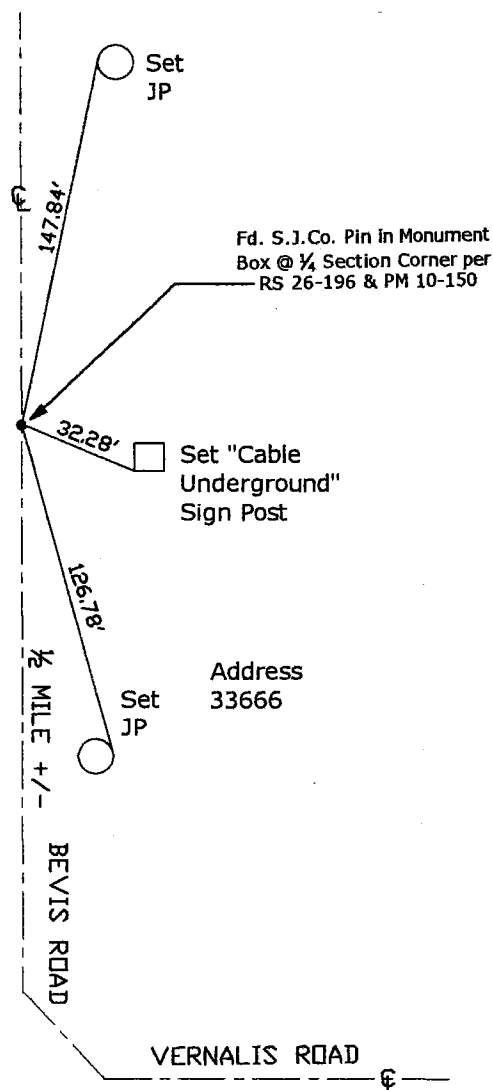 Set
JP
℄
147.84'
Fd. S.J.Co. Pin in Monument
Box @ ¼ Section Corner per
RS 26-196 & PM 10-150
32.28'
Set "Cable
Underground"
Sign Post
126.78'
½ MILE +/-
Address
33666
Set
JP
BEVIS ROAD
VERNALIS ROAD
℄